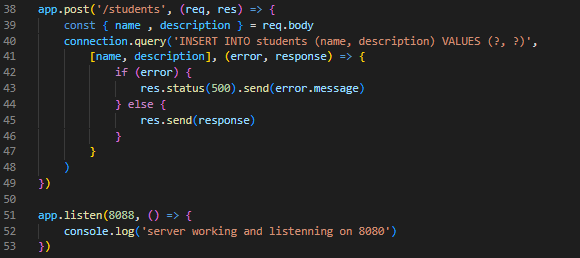 38 app.post('/students', (req, res) => {
39     const { name , description } = req.body
40     connection.query('INSERT INTO students (name, description) VALUES (?, ?)',
41         [name, description], (error, response) => {
42             if (error) {
43                 res.status(500).send(error.message)
44             } else {
45                 res.send(response)
46             }
47         }
48     )
49 })
50
51 app.listen(8088, () => {
52     console.log('server working and listenning on 8080')
53 })